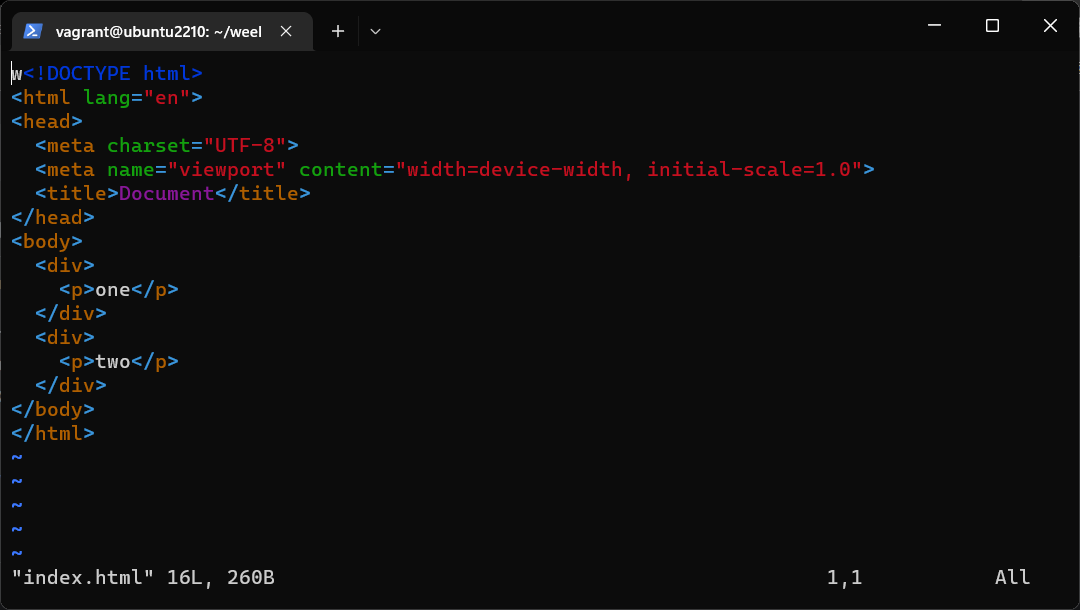 vagrant@ubuntu2210: ~/weel
w<!DOCTYPE html>
<html lang="en">
<head>
  <meta charset="UTF-8">
  <meta name="viewport" content="width=device-width, initial-scale=1.0">
  <title>Document</title>
</head>
<body>
  <div>
    <p>one</p>
  </div>
  <div>
    <p>two</p>
  </div>
</body>
</html>
~
~
~
~
~
"index.html" 16L, 260B 1,1 All